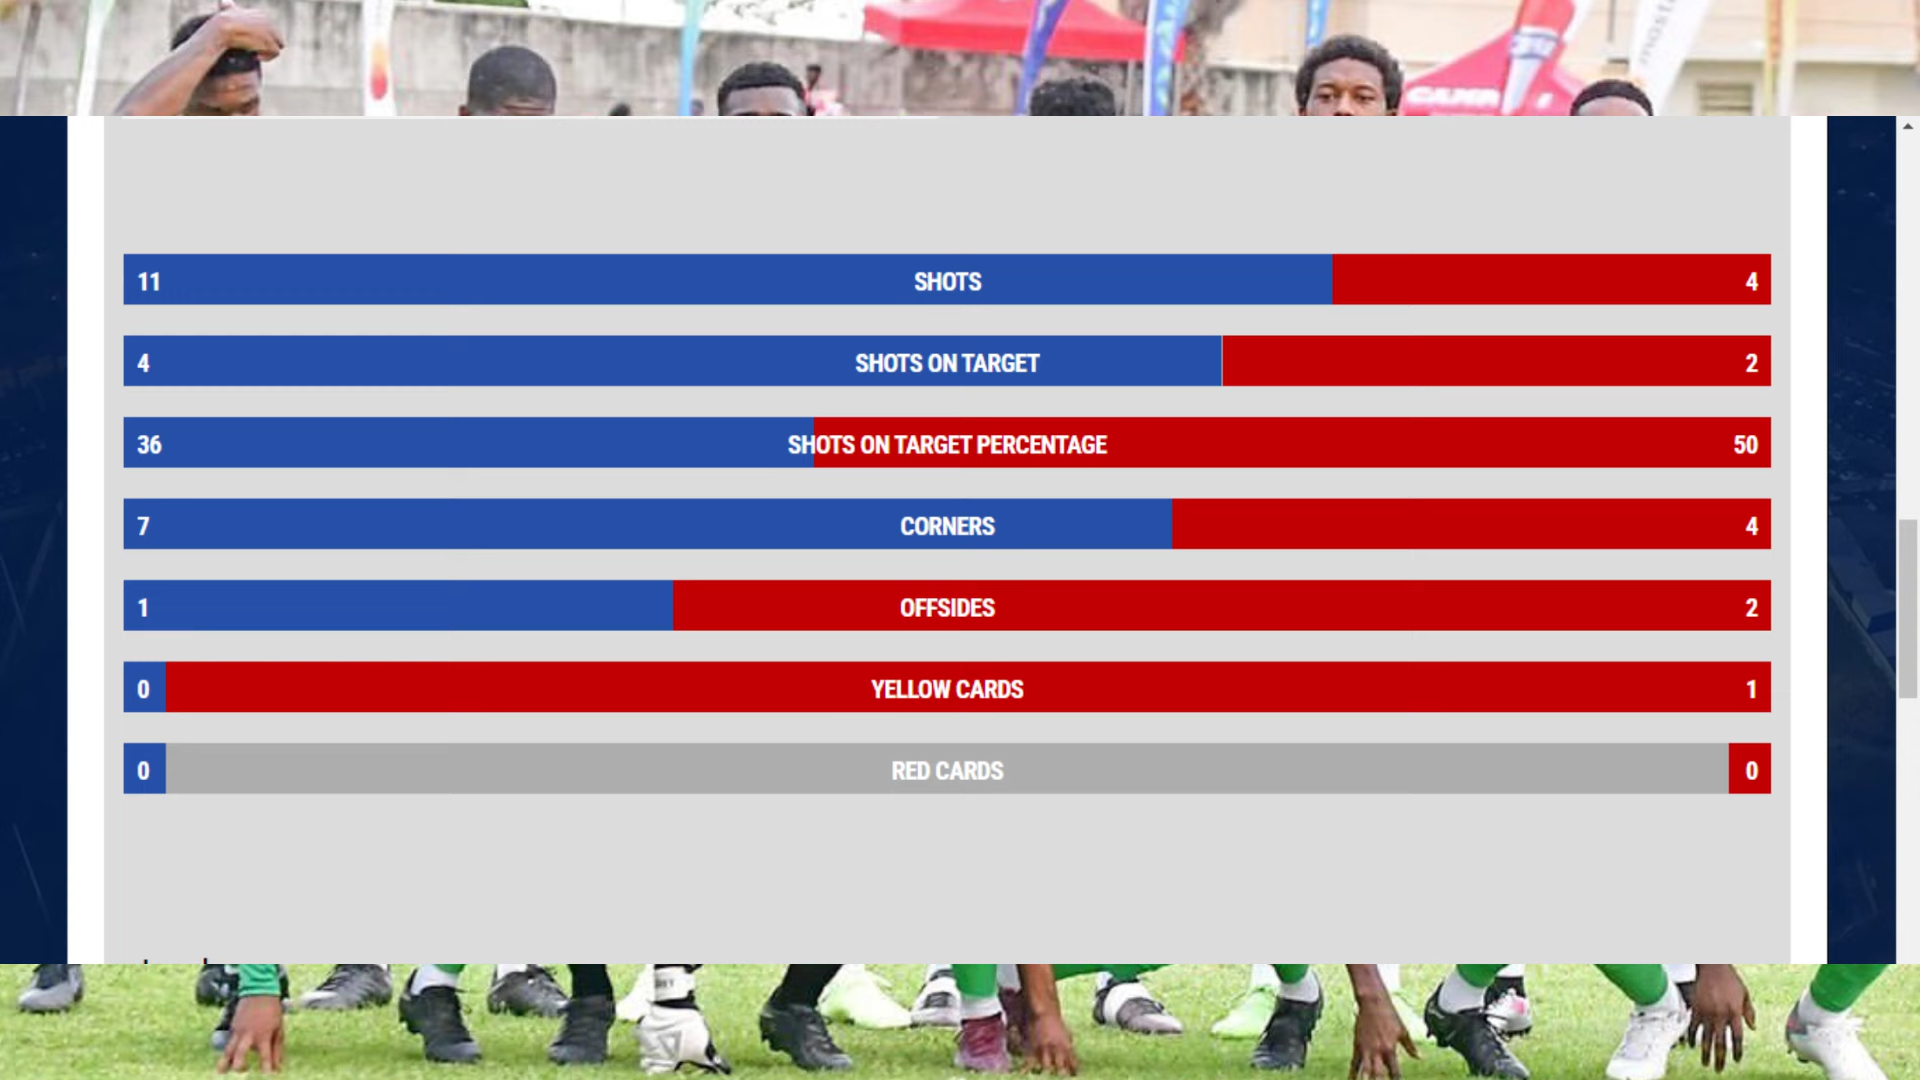 11 SHOTS 4
4 SHOTS ON TARGET 2
36 SHOTS ON TARGET PERCENTAGE 50
7 CORNERS 4
1 OFFSIDES 2
0 YELLOW CARDS 1
0 RED CARDS 0